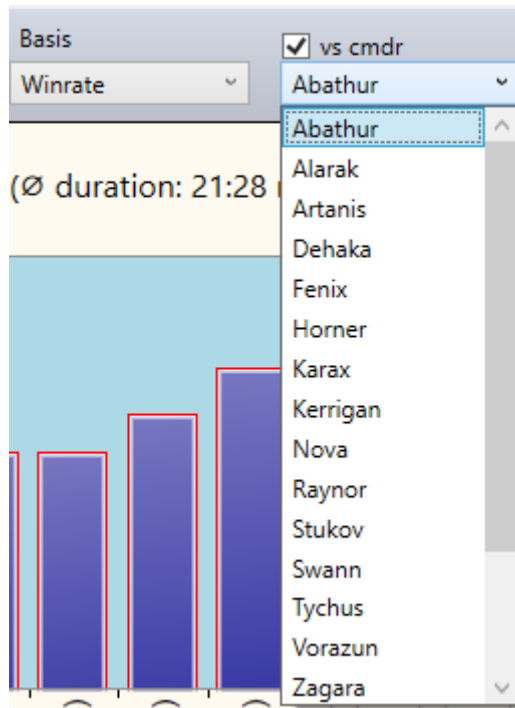 Basis
vs cmdr
Winrate
Abathur
Abathur
Alarak
(Ø duration: 21:28
Artanis
Dehaka
Fenix
Horner
Karax
Kerrigan
Nova
Raynor
Stukov
Swann
Tychus
Vorazun
Zagara